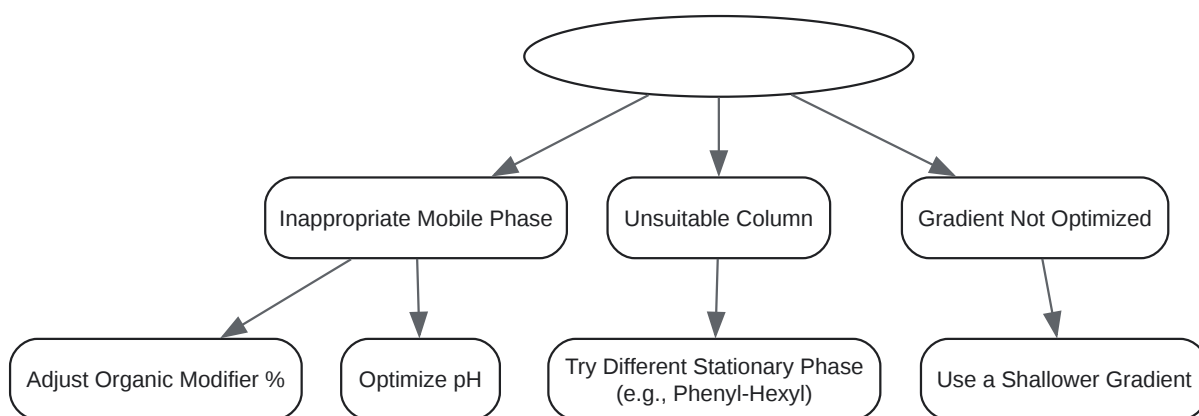 Inappropriate Mobile Phase
Unsuitable Column
Gradient Not Optimized
Adjust Organic Modifier %
Optimize pH
Try Different Stationary Phase
(e.g., Phenyl-Hexyl)
Use a Shallower Gradient